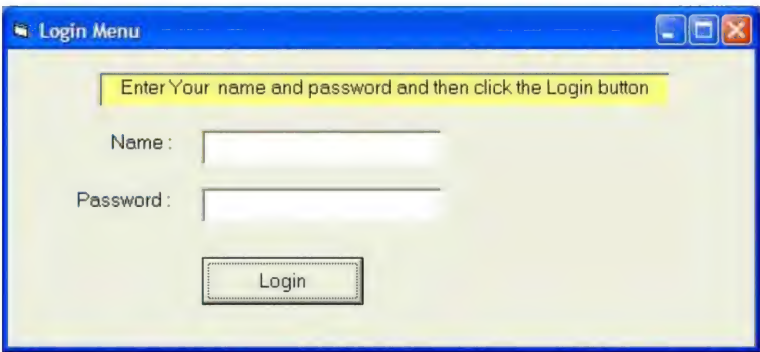 Login Menu
Enter Your name and password and then click the Login button
Name :
Password :
Login